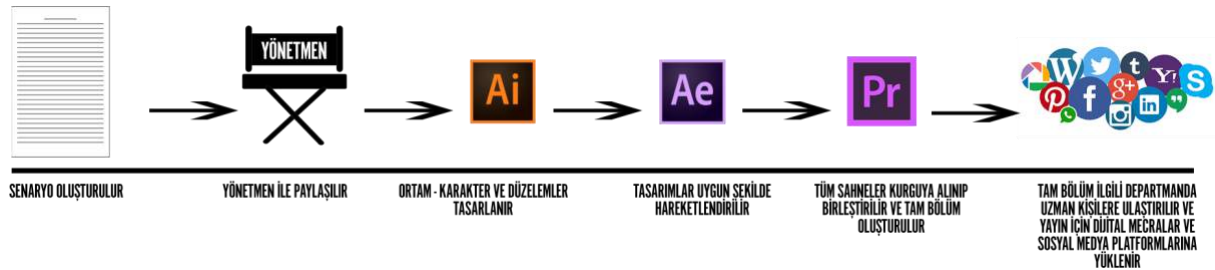 YÖNETMEN
Ai
Ae
Pr
W
t
Y!
S
g+
f
in
SENARYO OLUŞTURULUR
YÖNETMEN İLE PAYLAŞILIR
ORTAM - KARAKTER VE DÜZELEMLER
TASARLANIR
TASARIMLAR UYGUN ŞEKİLDE
HAREKETLENDİRİLİR
TÜM SAHNELER KURGUYA ALINIP
BİRLEŞTİRİLİR VE TAM BÖLÜM
OLUŞTURULUR
TAM BÖLÜM İLGİLİ DEPARTMANDA
UZMAN KİŞİLERE ULAŞTIRILIR VE
YAYIN İÇİN DİJİTAL MECRALAR VE
SOSYAL MEDYA PLATFORMLARINA
YÜKLENİR